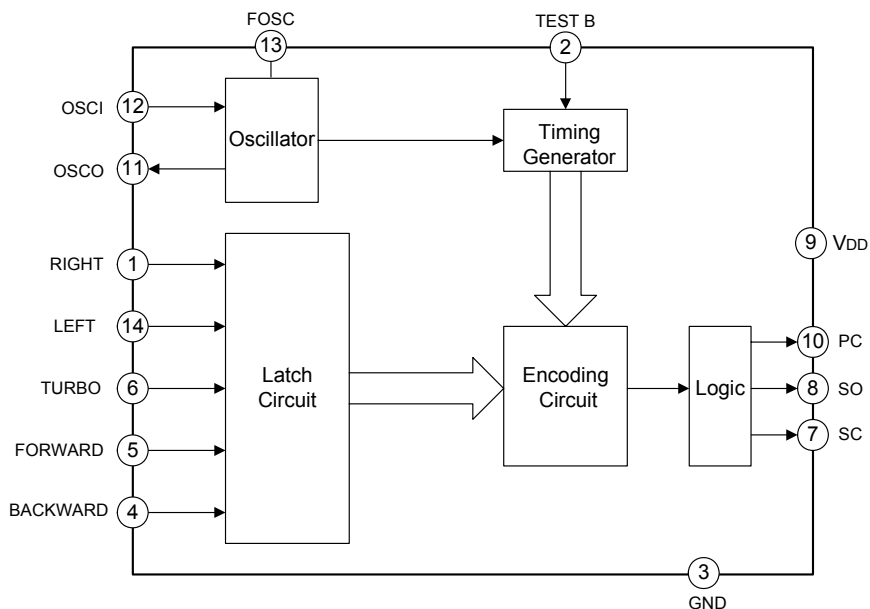 FOSC
TEST B
13
2
OSCI
12
Oscillator
Timing
Generator
OSCO
11
RIGHT
1
9
VDD
LEFT
14
TURBO
6
Latch
Circuit
Encoding
Circuit
Logic
10
PC
8
SO
7
SC
FORWARD
5
BACKWARD
4
3
GND